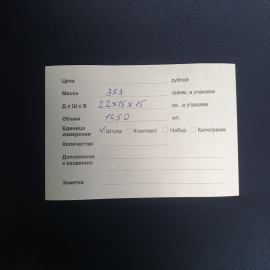 Цена рублей
Масса 353 грамм, в упаковке
Д х Ш х В 22х15х15 см, в упаковке
Объем 1250 мл.
Единица измерения ✓ Штука Комплект Набор Килограмм
Количество
Дополнение к названию
Заметка